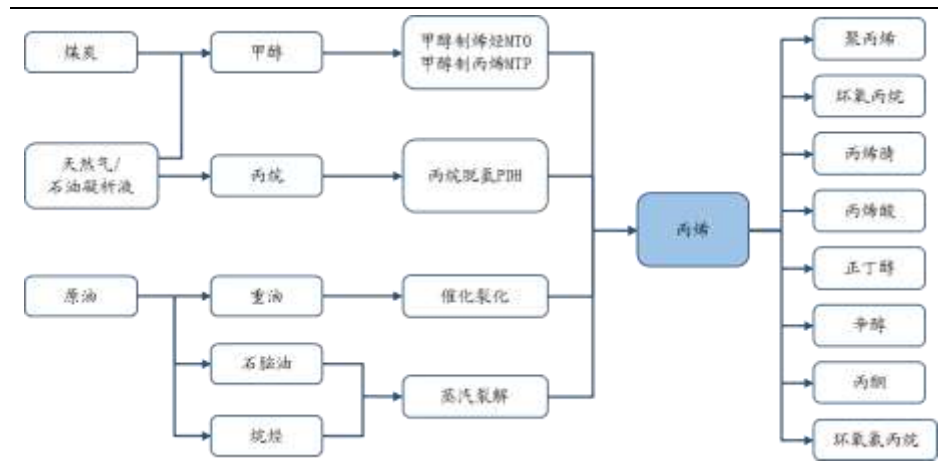 煤炭
甲醇
甲醇制烯烃MTO
甲醇制丙烯MTP
天然气/
石油凝析液
丙烷
丙烷脱氢PDH
原油
重油
催化裂化
石脑油
烷烃
蒸汽裂解
丙烯
聚丙烯
环氧丙烷
丙烯腈
丙烯酸
正丁醇
辛醇
丙酮
环氧氯丙烷